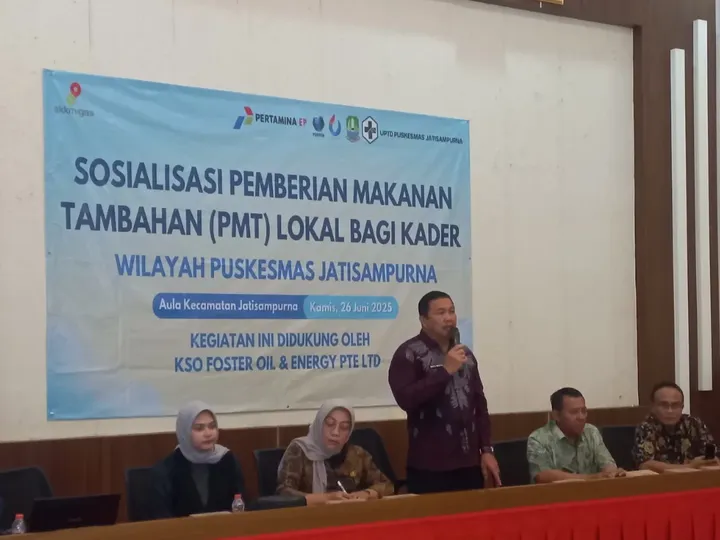 skkmigas
PERTAMINA EP
UPTD PUSKESMAS JATISAMPURNA
SOSIALISASI PEMBERIAN MAKANAN
TAMBAHAN (PMT) LOKAL BAGI KADER
WILAYAH PUSKESMAS JATISAMPURNA
Aula Kecamatan Jatisampurna
Kamis, 26 Juni 2025
KEGIATAN INI DIDUKUNG OLEH
KSO FOSTER OIL & ENERGY PTE LTD